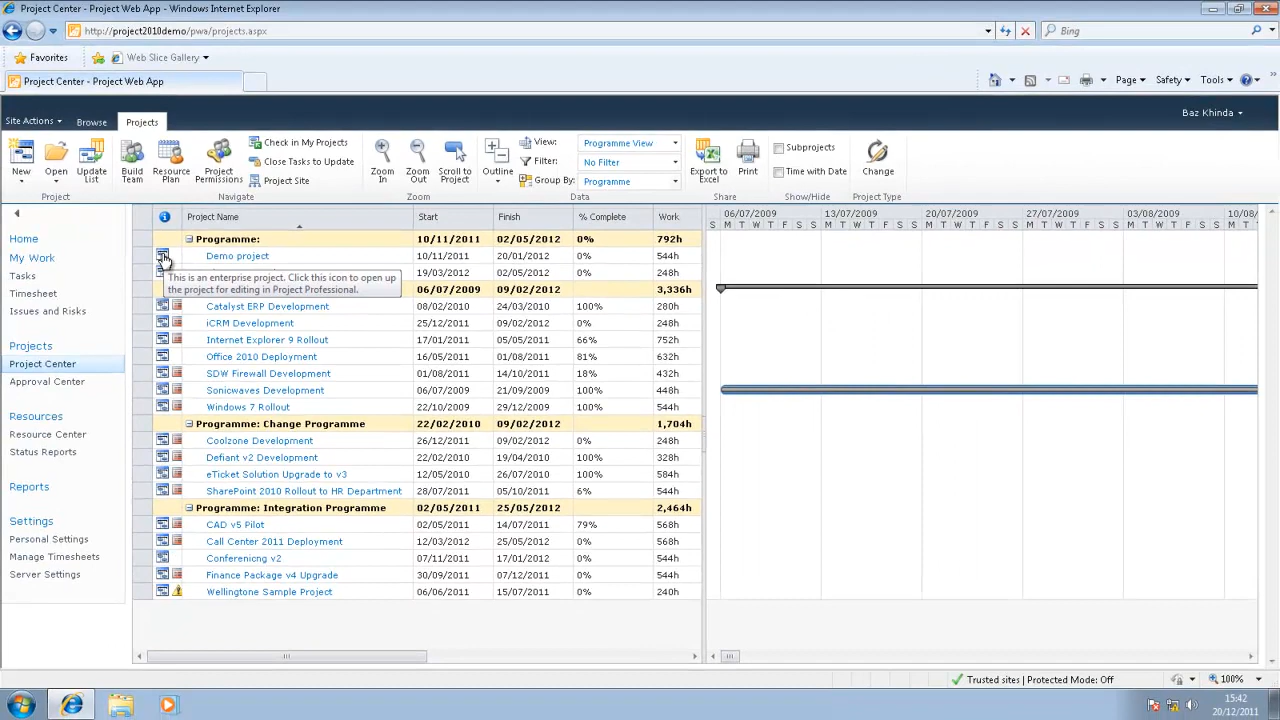 Project Center - Project Web App - Windows Internet Explorer
http://project2010demo/pwa/projects.aspx
Bing
Favorites
Web Slice Gallery
Project Center - Project Web App
Page
Safety
Tools
Baz Khinda
Site Actions
Browse
Projects
New
Open
Update List
Build Team
Resource Plan
Project Permissions
Check in My Projects
Close Tasks to Update
Project Site
Zoom In
Zoom Out
Scroll to Project
Outline
View:
Programme View
Filter:
No Filter
Group By:
Programme
Export to Excel
Print
Subprojects
Time with Date
Change
Project
Navigate
Zoom
Data
Share
Show/Hide
Project Type
Home
My Work
Tasks
Timesheet
Issues and Risks
Projects
Project Center
Approval Center
Resources
Resource Center
Status Reports
Reports
Settings
Personal Settings
Manage Timesheets
Server Settings
Project Name Start Finish % Complete Work
Programme: 10/11/2011 02/05/2012 0% 792h
Demo project 10/11/2011 20/01/2012 0% 544h
19/03/2012 02/05/2012 0% 248h
This is an enterprise project. Click this icon to open up
the project for editing in Project Professional.
06/07/2009 09/02/2012 3,336h
Catalyst ERP Development 08/02/2010 24/03/2010 100% 280h
iCRM Development 25/12/2011 09/02/2012 0% 248h
Internet Explorer 9 Rollout 17/01/2011 05/05/2011 66% 752h
Office 2010 Deployment 16/05/2011 01/08/2011 81% 632h
SDW Firewall Development 01/08/2011 14/10/2011 18% 432h
Sonicwaves Development 06/07/2009 21/09/2009 100% 448h
Windows 7 Rollout 22/10/2009 29/12/2009 100% 544h
Programme: Change Programme 22/02/2010 09/02/2012 1,704h
Coolzone Development 26/12/2011 09/02/2012 0% 248h
Defiant v2 Development 22/02/2010 19/04/2010 100% 328h
eTicket Solution Upgrade to v3 12/05/2010 26/07/2010 100% 584h
SharePoint 2010 Rollout to HR Department 28/07/2011 05/10/2011 6% 544h
Programme: Integration Programme 02/05/2011 25/05/2012 2,464h
CAD v5 Pilot 02/05/2011 14/07/2011 79% 568h
Call Center 2011 Deployment 12/03/2012 25/05/2012 0% 568h
Conferenicng v2 07/11/2011 17/01/2012 0% 544h
Finance Package v4 Upgrade 30/09/2011 07/12/2011 0% 544h
Wellingtone Sample Project 06/06/2011 15/07/2011 0% 240h
06/07/2009 13/07/2009 20/07/2009 27/07/2009 03/08/2009 10/08/
S M T W T F S S M T W T F S S M T W T F S S M T W T F S S M T W T F S S M T
Trusted sites | Protected Mode: Off
100%
15:42
20/12/2011